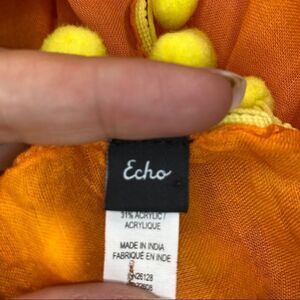 Echo
31% ACRYLIC/
ACRYLIQUE
MADE IN INDIA
FABRIQUÉ EN INDE